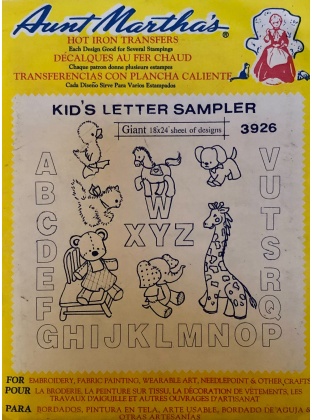 Aunt Martha's®
HOT IRON TRANSFERS
Each Design Good for Several Stampings
DÉCALQUES AU FER CHAUD
Chaque patron donne plusieurs estampes
TRANSFERENCIAS CON PLANCHA CALIENTE
Cada Diseño Sirve Para Varios Estampados
KID'S LETTER SAMPLER
Giant 18x24 sheet of designs
3926
A
B
C
D
E
F
GHIJKLMNOP
Q
R
S
T
U
V
W
XYZ
FOR EMBROIDERY, FABRIC PAINTING, WEARABLE ART, NEEDLEPOINT & OTHER CRAFTS
POUR LA BRODERIE, LA PEINTURE SUR TISSU, LA DÉCORATION DE VÊTEMENTS, LES
TRAVAUX D'AIGUILLE ET AUTRES OUVRAGES D'ARTISANAT
PARA BORDADOS, PINTURA EN TELA, ARTE USABLE, BORDADO DE AGUJA &
OTRAS ARTESANÍAS